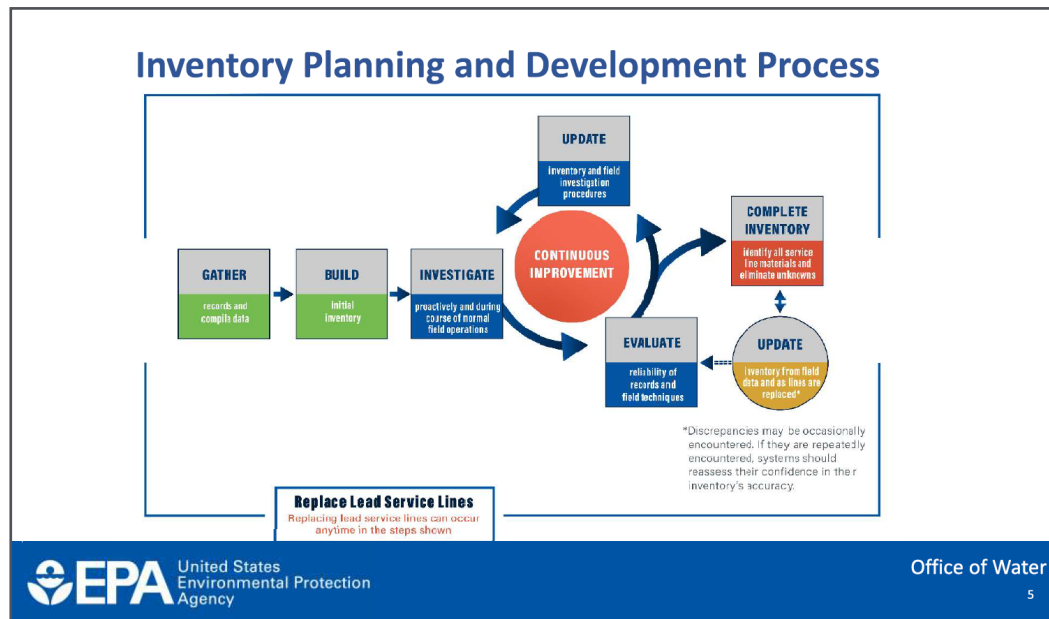 Inventory Planning and Development Process
UPDATE
inventory and field
investigation
procedures
CONTINUOUS
IMPROVEMENT
COMPLETE
INVENTORY
identify all service
line materials and
eliminate unknowns
GATHER
records and
compile data
BUILD
initial
inventory
INVESTIGATE
proactively and during
course of normal
field operations
EVALUATE
reliability of
records and
field techniques
UPDATE
inventory from field
data and as lines are
replaced*
*Discrepancies may be occasionally
encountered. If they are repeatedly
encountered, systems should
reassess their confidence in their
inventory's accuracy.
Replace Lead Service Lines
Replacing lead service lines can occur
anytime in the steps shown
EPA
United States
Environmental Protection
Agency
Office of Water
5